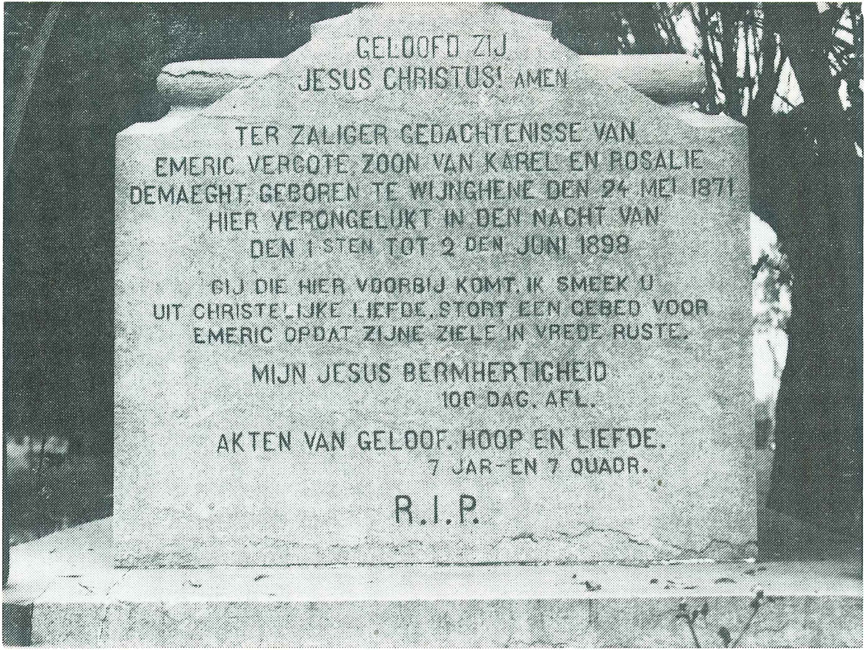 GELOOFD ZIJ
JESUS CHRISTUS! AMEN
TER ZALIGER GEDACHTENISSE VAN
EMERIC VERGOTE, ZOON VAN KAREL EN ROSALIE
DEMAEGHT. GEBOREN TE WIJNGHENE DEN 24 MEI 1871
HIER VERONGELUKT IN DEN NACHT VAN
DEN 1 STEN TOT 2 DEN JUNI 1898
GIJ DIE HIER VOORBIJ KOMT, IK SMEEK U
UIT CHRISTELIJKE LIEFDE, STORT EEN GEBED VOOR
EMERIC OPDAT ZIJNE ZIELE IN VREDE RUSTE.
MIJN JESUS BERMHERTIGHEID
100 DAG. AFL.
AKTEN VAN GELOOF, HOOP EN LIEFDE.
7 JAR-EN 7 QUADR.
R.I.P.